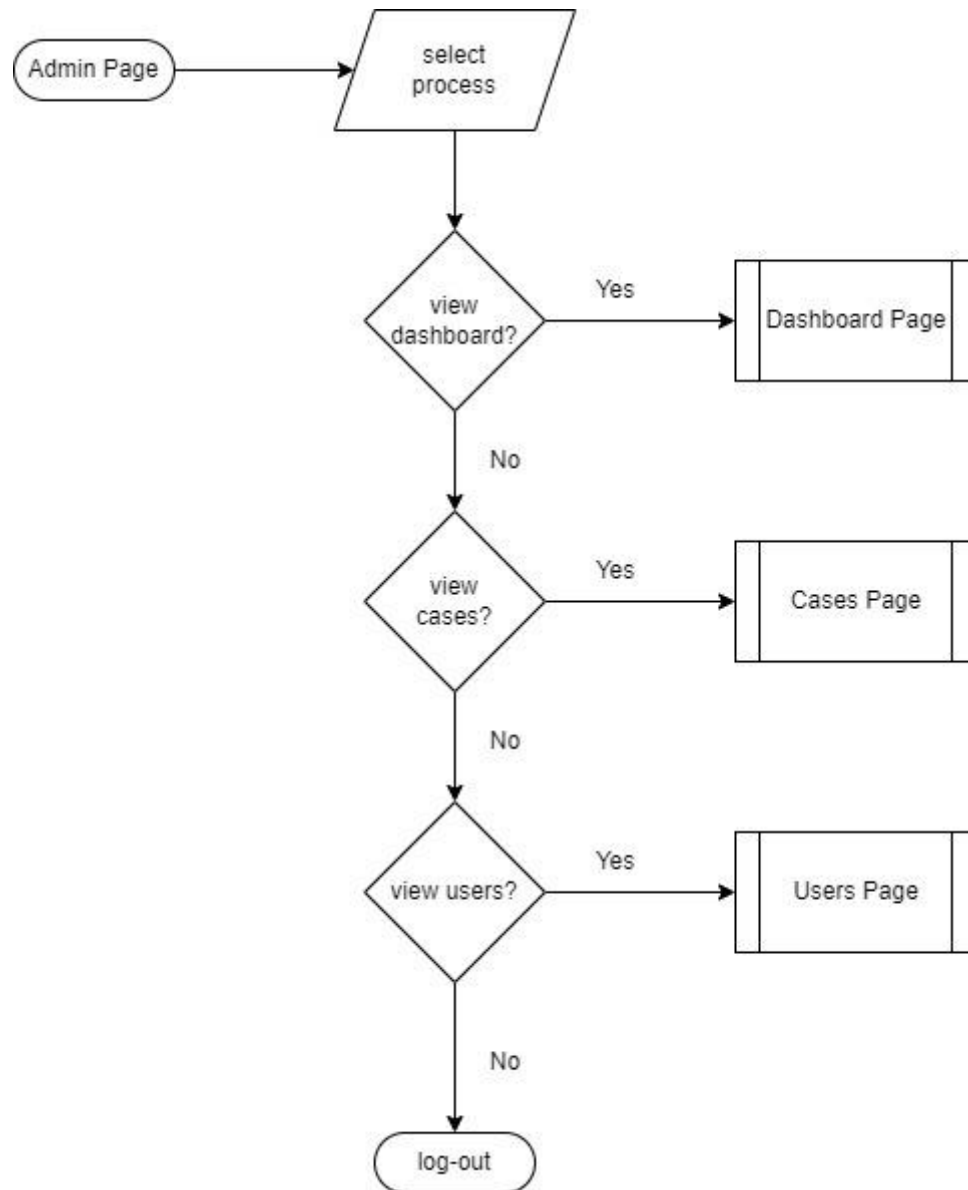 Admin Page
select
process
view
dashboard?
Yes
Dashboard Page
No
view
cases?
Yes
Cases Page
No
view users?
Yes
Users Page
No
log-out